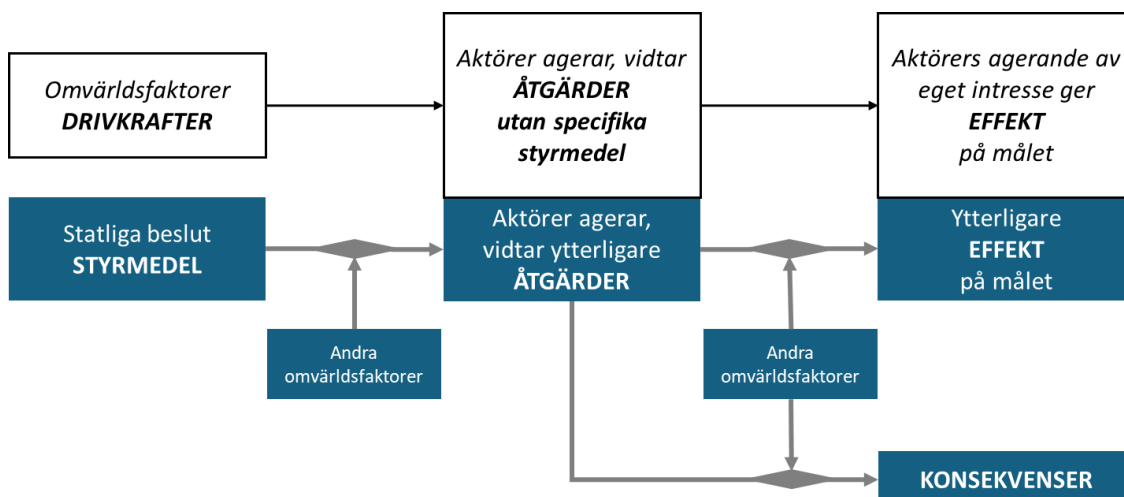 Omvärldsfaktorer
DRIVKRAFTER
Aktörer agerar, vidtar
ÅTGÄRDER
utan specifika
styrmedel
Aktörers agerande av
eget intresse ger
EFFEKT
på målet
Statliga beslut
STYRMEDEL
Aktörer agerar,
vidtar ytterligare
ÅTGÄRDER
Ytterligare
EFFEKT
på målet
Andra
omvärldsfaktorer
Andra
omvärldsfaktorer
KONSEKVENSER